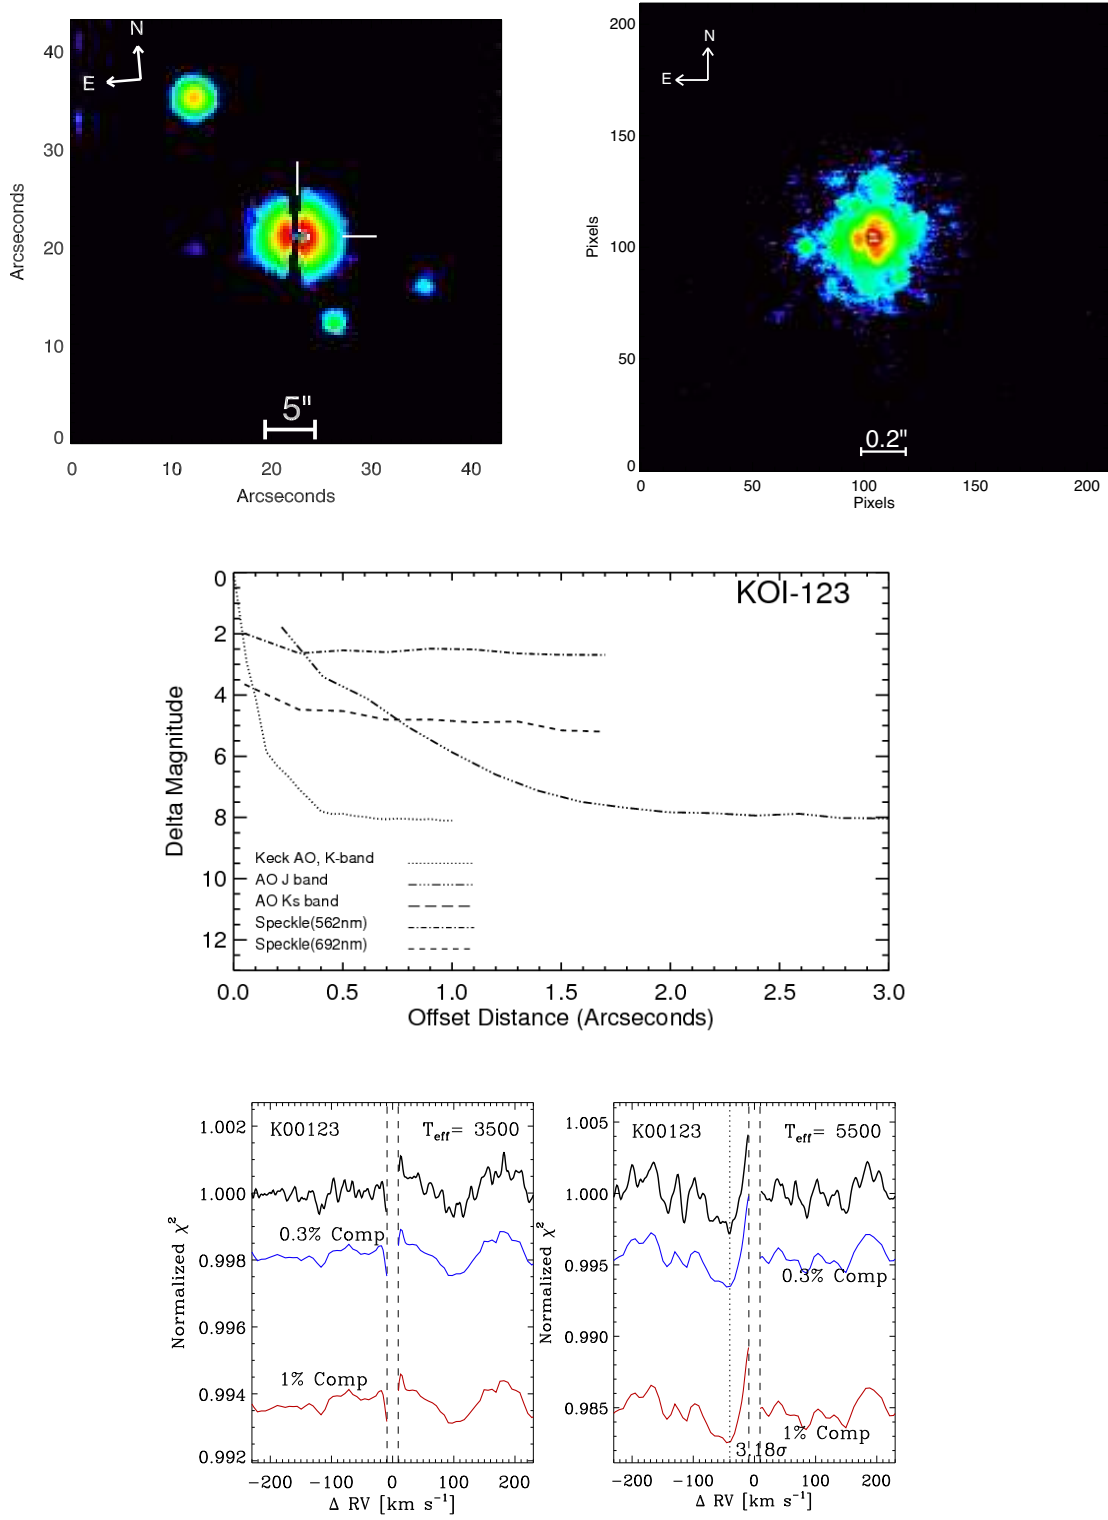 N
E
40
30
20
10
0
Arcseconds
5"
0 10 20 30 40
Arcseconds
N
E
200
150
100
50
0
Pixels
0.2"
0 50 100 150 200
Pixels
KOI-123
0
2
4
6
8
10
12
Delta Magnitude
Keck AO, K-band
AO J band
AO Ks band
Speckle(562nm)
Speckle(692nm)
0.0 0.5 1.0 1.5 2.0 2.5 3.0
Offset Distance (Arcseconds)
K00123 T_eff= 3500
1.002
1.000
0.998
0.996
0.994
0.992
Normalized χ²
0.3% Comp
1% Comp
−200 −100 0 100 200
Δ RV [km s⁻¹]
K00123 T_eff= 5500
1.005
1.000
0.995
0.990
0.985
Normalized χ²
0.3% Comp
1% Comp
3.18σ
−200 −100 0 100 200
Δ RV [km s⁻¹]